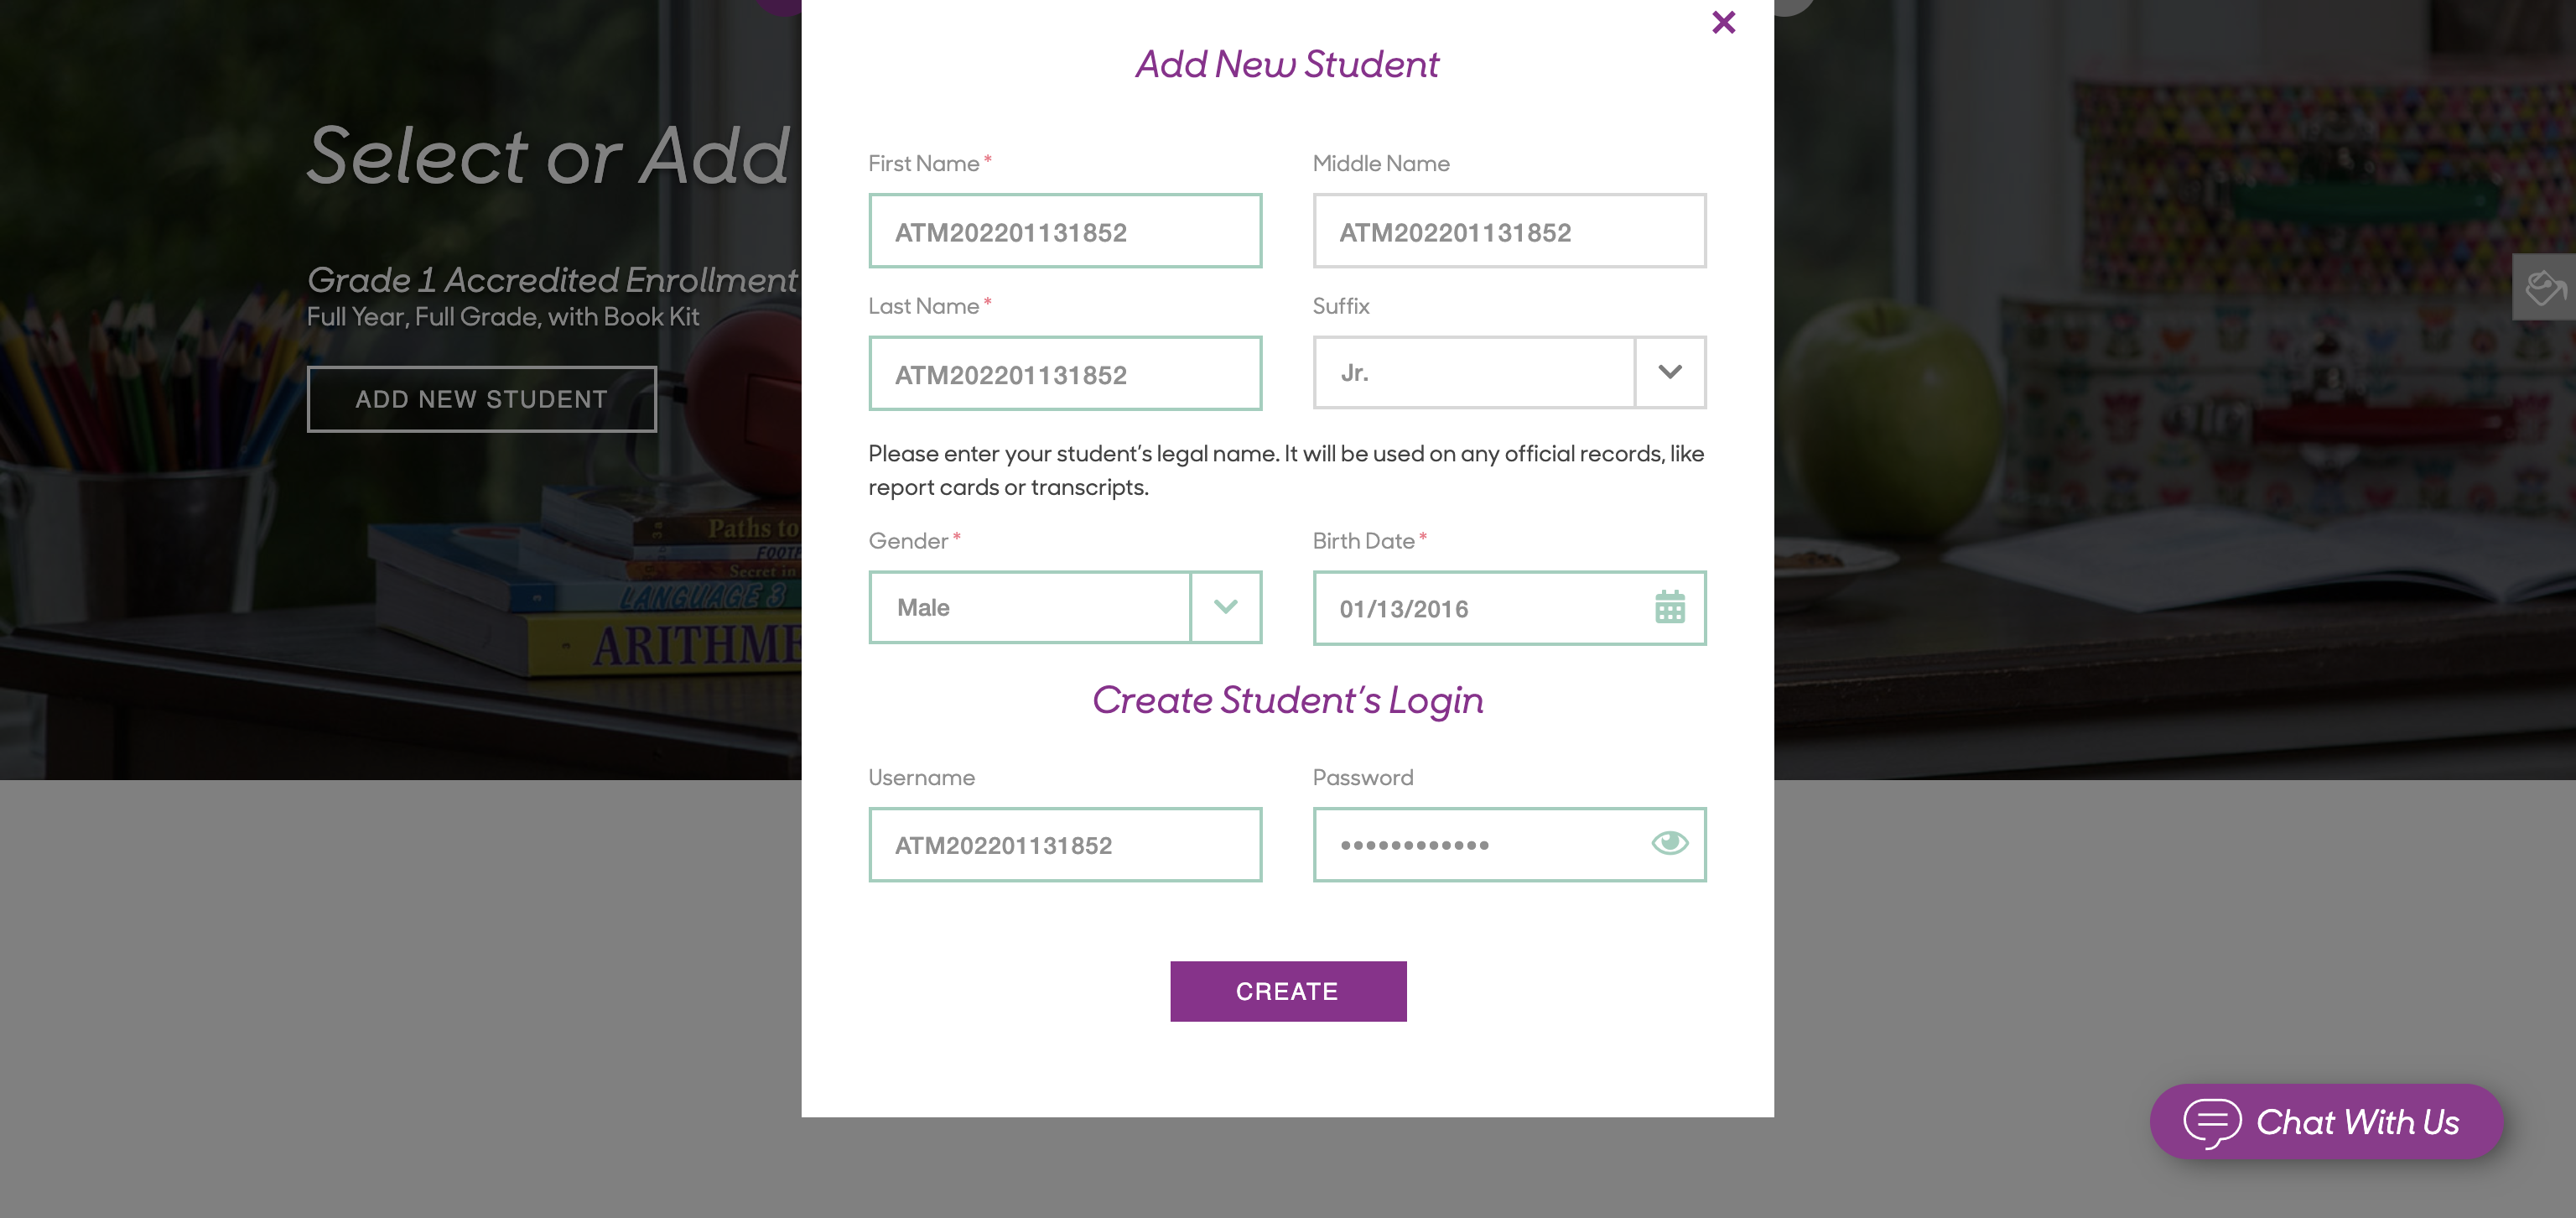 Add New Student
Select or Add
Grade 1 Accredited Enrollment
Full Year, Full Grade, with Book Kit
ADD NEW STUDENT
First Name *
Middle Name
ATM202201131852
ATM202201131852
Last Name *
Suffix
ATM202201131852
Jr.
Please enter your student's legal name. It will be used on any official records, like
report cards or transcripts.
Gender *
Birth Date *
Male
01/13/2016
Create Student's Login
Username
Password
ATM202201131852
••••••••••••
CREATE
Paths to
Secret in
LANGUAGE 3
ARITHME
Chat With Us